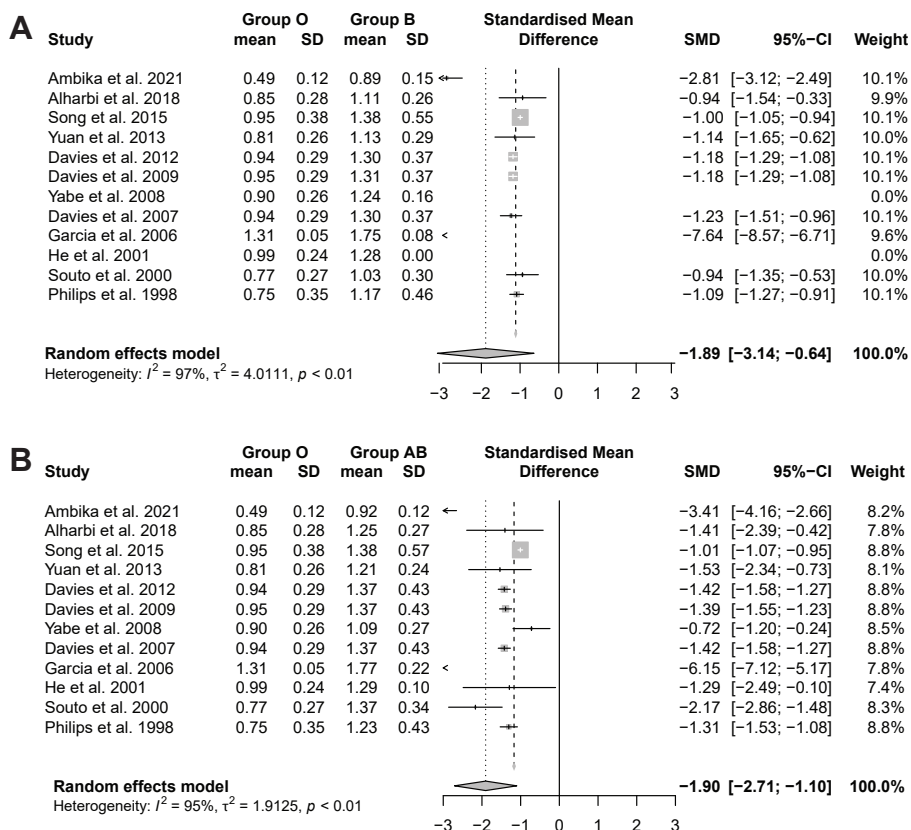 A
Group O Group B Standardised Mean
Study mean SD mean SD Difference SMD 95%−CI Weight
Ambika et al. 2021 0.49 0.12 0.89 0.15 −2.81 [−3.12; −2.49] 10.1%
Alharbi et al. 2018 0.85 0.28 1.11 0.26 −0.94 [−1.54; −0.33] 9.9%
Song et al. 2015 0.95 0.38 1.38 0.55 −1.00 [−1.05; −0.94] 10.1%
Yuan et al. 2013 0.81 0.26 1.13 0.29 −1.14 [−1.65; −0.62] 10.0%
Davies et al. 2012 0.94 0.29 1.30 0.37 −1.18 [−1.29; −1.08] 10.1%
Davies et al. 2009 0.95 0.29 1.31 0.37 −1.18 [−1.29; −1.08] 10.1%
Yabe et al. 2008 0.90 0.26 1.24 0.16 0.0%
Davies et al. 2007 0.94 0.29 1.30 0.37 −1.23 [−1.51; −0.96] 10.1%
Garcia et al. 2006 1.31 0.05 1.75 0.08 −7.64 [−8.57; −6.71] 9.6%
He et al. 2001 0.99 0.24 1.28 0.00 0.0%
Souto et al. 2000 0.77 0.27 1.03 0.30 −0.94 [−1.35; −0.53] 10.0%
Philips et al. 1998 0.75 0.35 1.17 0.46 −1.09 [−1.27; −0.91] 10.1%
Random effects model −1.89 [−3.14; −0.64] 100.0%
Heterogeneity: I² = 97%, τ² = 4.0111, p < 0.01
−3 −2 −1 0 1 2 3
B
Group O Group AB Standardised Mean
Study mean SD mean SD Difference SMD 95%−CI Weight
Ambika et al. 2021 0.49 0.12 0.92 0.12 −3.41 [−4.16; −2.66] 8.2%
Alharbi et al. 2018 0.85 0.28 1.25 0.27 −1.41 [−2.39; −0.42] 7.8%
Song et al. 2015 0.95 0.38 1.38 0.57 −1.01 [−1.07; −0.95] 8.8%
Yuan et al. 2013 0.81 0.26 1.21 0.24 −1.53 [−2.34; −0.73] 8.1%
Davies et al. 2012 0.94 0.29 1.37 0.43 −1.42 [−1.58; −1.27] 8.8%
Davies et al. 2009 0.95 0.29 1.37 0.43 −1.39 [−1.55; −1.23] 8.8%
Yabe et al. 2008 0.90 0.26 1.09 0.27 −0.72 [−1.20; −0.24] 8.5%
Davies et al. 2007 0.94 0.29 1.37 0.43 −1.42 [−1.58; −1.27] 8.8%
Garcia et al. 2006 1.31 0.05 1.77 0.22 −6.15 [−7.12; −5.17] 7.8%
He et al. 2001 0.99 0.24 1.29 0.10 −1.29 [−2.49; −0.10] 7.4%
Souto et al. 2000 0.77 0.27 1.37 0.34 −2.17 [−2.86; −1.48] 8.3%
Philips et al. 1998 0.75 0.35 1.23 0.43 −1.31 [−1.53; −1.08] 8.8%
Random effects model −1.90 [−2.71; −1.10] 100.0%
Heterogeneity: I² = 95%, τ² = 1.9125, p < 0.01
−3 −2 −1 0 1 2 3